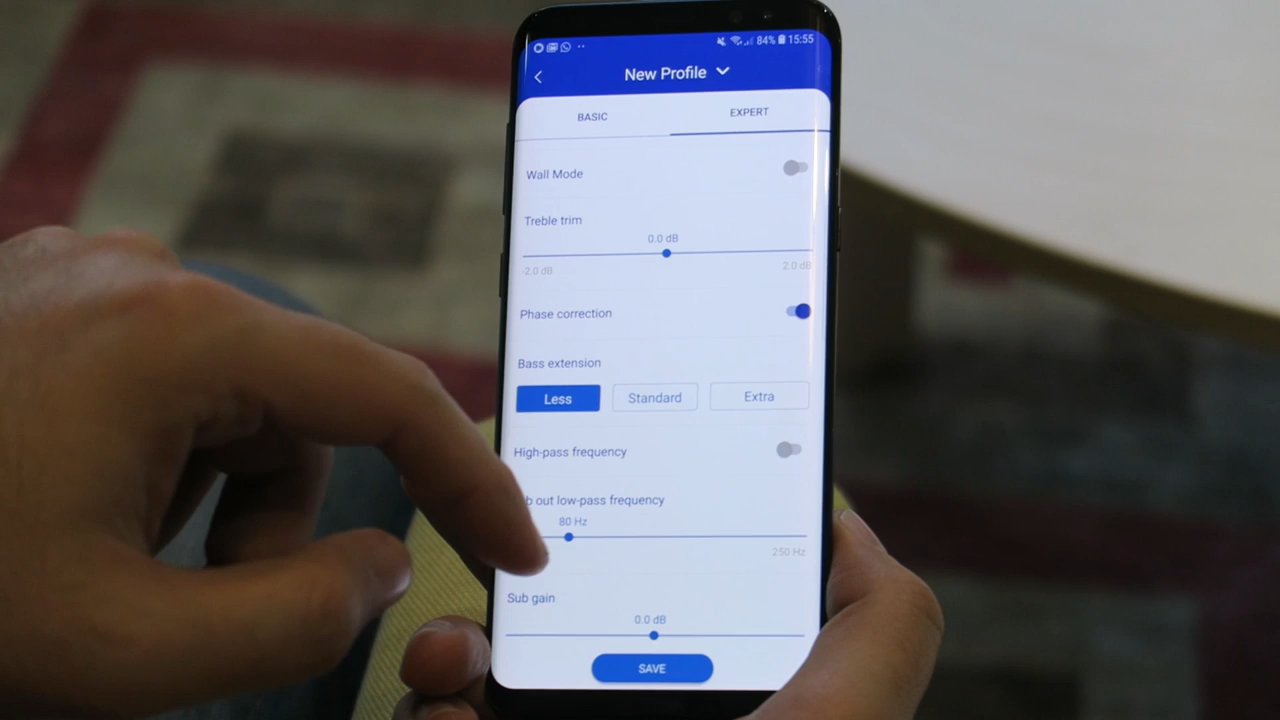 84% 15:55
New Profile
BASIC EXPERT
Wall Mode
Treble trim
0.0 dB
-2.0 dB 2.0 dB
Phase correction
Bass extension
Less Standard Extra
High-pass frequency
out low-pass frequency
80 Hz
250 Hz
Sub gain
0.0 dB
SAVE